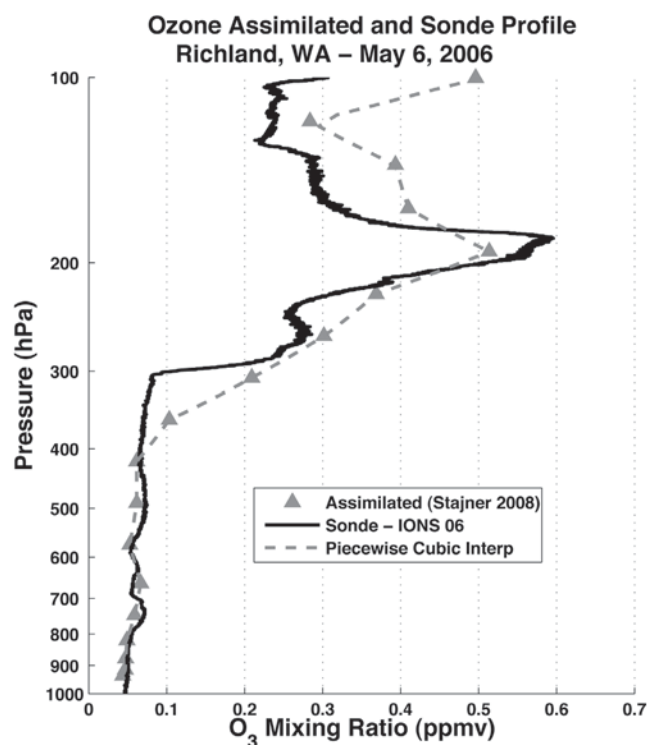 Ozone Assimilated and Sonde Profile
Richland, WA – May 6, 2006
100
200
300
400
500
600
700
800
900
1000
Pressure (hPa)
Assimilated (Stajner 2008)
Sonde – IONS 06
Piecewise Cubic Interp
0 0.1 0.2 0.3 0.4 0.5 0.6 0.7
O3 Mixing Ratio (ppmv)